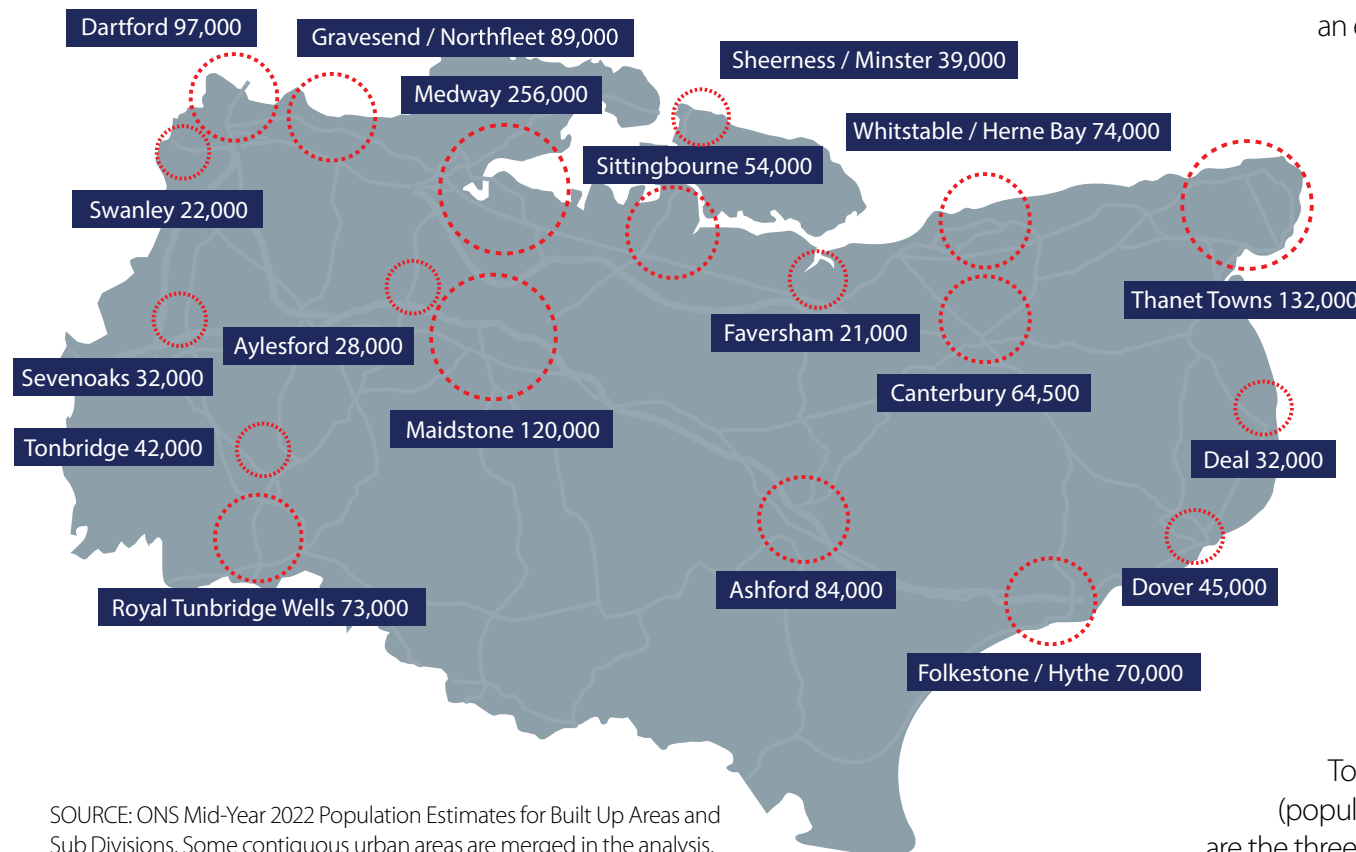 an
Dartford 97,000
Gravesend / Northfleet 89,000
Sheerness / Minster 39,000
Medway 256,000
Whitstable / Herne Bay 74,000
Sittingbourne 54,000
Swanley 22,000
Thanet Towns 132,000
Aylesford 28,000
Faversham 21,000
Sevenoaks 32,000
Canterbury 64,500
Maidstone 120,000
Tonbridge 42,000
Deal 32,000
Ashford 84,000
Dover 45,000
Royal Tunbridge Wells 73,000
Folkestone / Hythe 70,000
SOURCE: ONS Mid-Year 2022 Population Estimates for Built Up Areas and
Sub Divisions. Some contiguous urban areas are merged in the analysis.
To
(popul
are the three